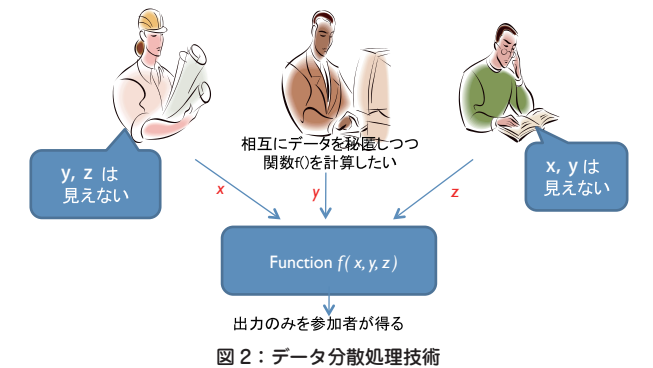 相互にデータを秘匿しつつ
関数f()を計算したい
y, z は
見えない
x, y は
見えない
x
y
z
Function f( x, y, z )
出力のみを参加者が得る
図 2：データ分散処理技術